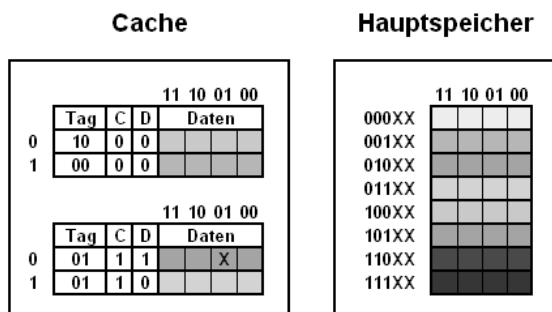 Cache
Hauptspeicher
11 10 01 00
Tag C D Daten
0 10 0 0
1 00 0 0
11 10 01 00
Tag C D Daten
0 01 1 1 X
1 01 1 0
11 10 01 00
000XX
001XX
010XX
011XX
100XX
101XX
110XX
111XX